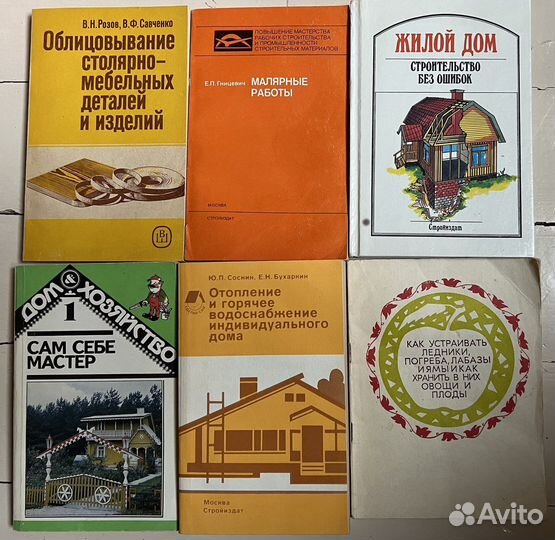 В.Н. Розов, В.Ф. Савченко
Облицовывание
столярно-
мебельных
деталей
и изделий
ПОВЫШЕНИЕ МАСТЕРСТВА
РАБОЧИХ СТРОИТЕЛЬСТВА
И ПРОМЫШЛЕННОСТИ
СТРОИТЕЛЬНЫХ МАТЕРИАЛОВ
Е.П. Гницевич
МАЛЯРНЫЕ
РАБОТЫ
МОСКВА
СТРОЙИЗДАТ
ЖИЛОЙ ДОМ
СТРОИТЕЛЬСТВО
БЕЗ ОШИБОК
Стройиздат
ДОМ & ХОЗЯЙСТВО
1
САМ СЕБЕ
МАСТЕР
Ю.П. Соснин, Е.Н. Бухаркин
Отопление
и горячее
водоснабжение
индивидуального
дома
Москва
Стройиздат
КАК УСТРАИВАТЬ
ЛЕДНИКИ,
ПОГРЕБА, ЛАБАЗЫ
И ЯМЫ И КАК
ХРАНИТЬ В НИХ
ОВОЩИ И
ПЛОДЫ
Avito